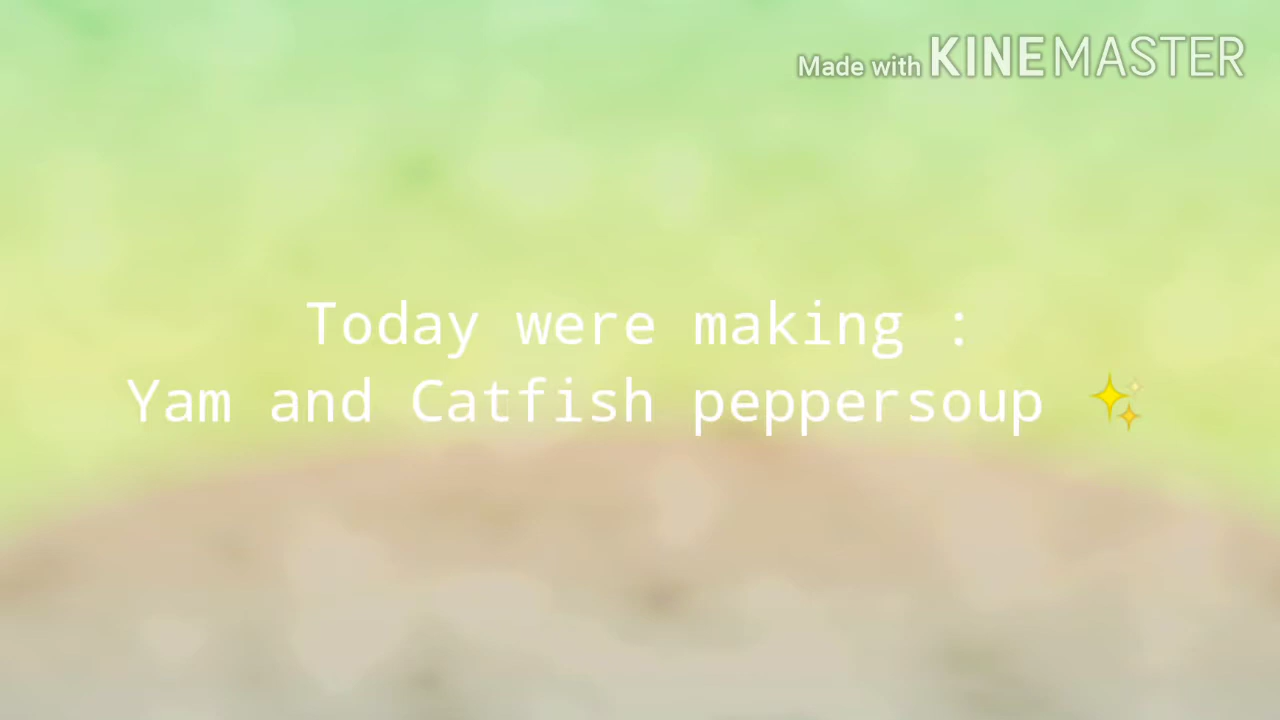 Made with KINEMASTER
Today were making :
Yam and Catfish peppersoup ✨